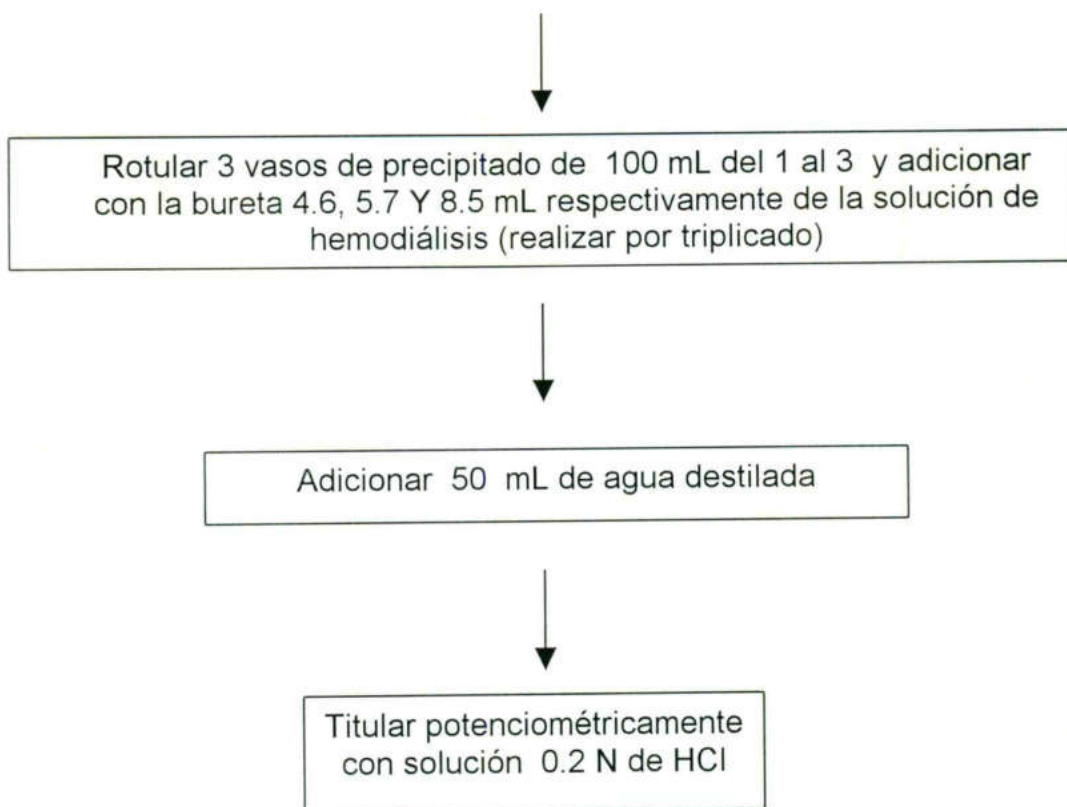 Rotular 3 vasos de precipitado de 100 mL del 1 al 3 y adicionar
con la bureta 4.6, 5.7 Y 8.5 mL respectivamente de la solución de
hemodiálisis (realizar por triplicado)
Adicionar 50 mL de agua destilada
Titular potenciométricamente
con solución 0.2 N de HCl